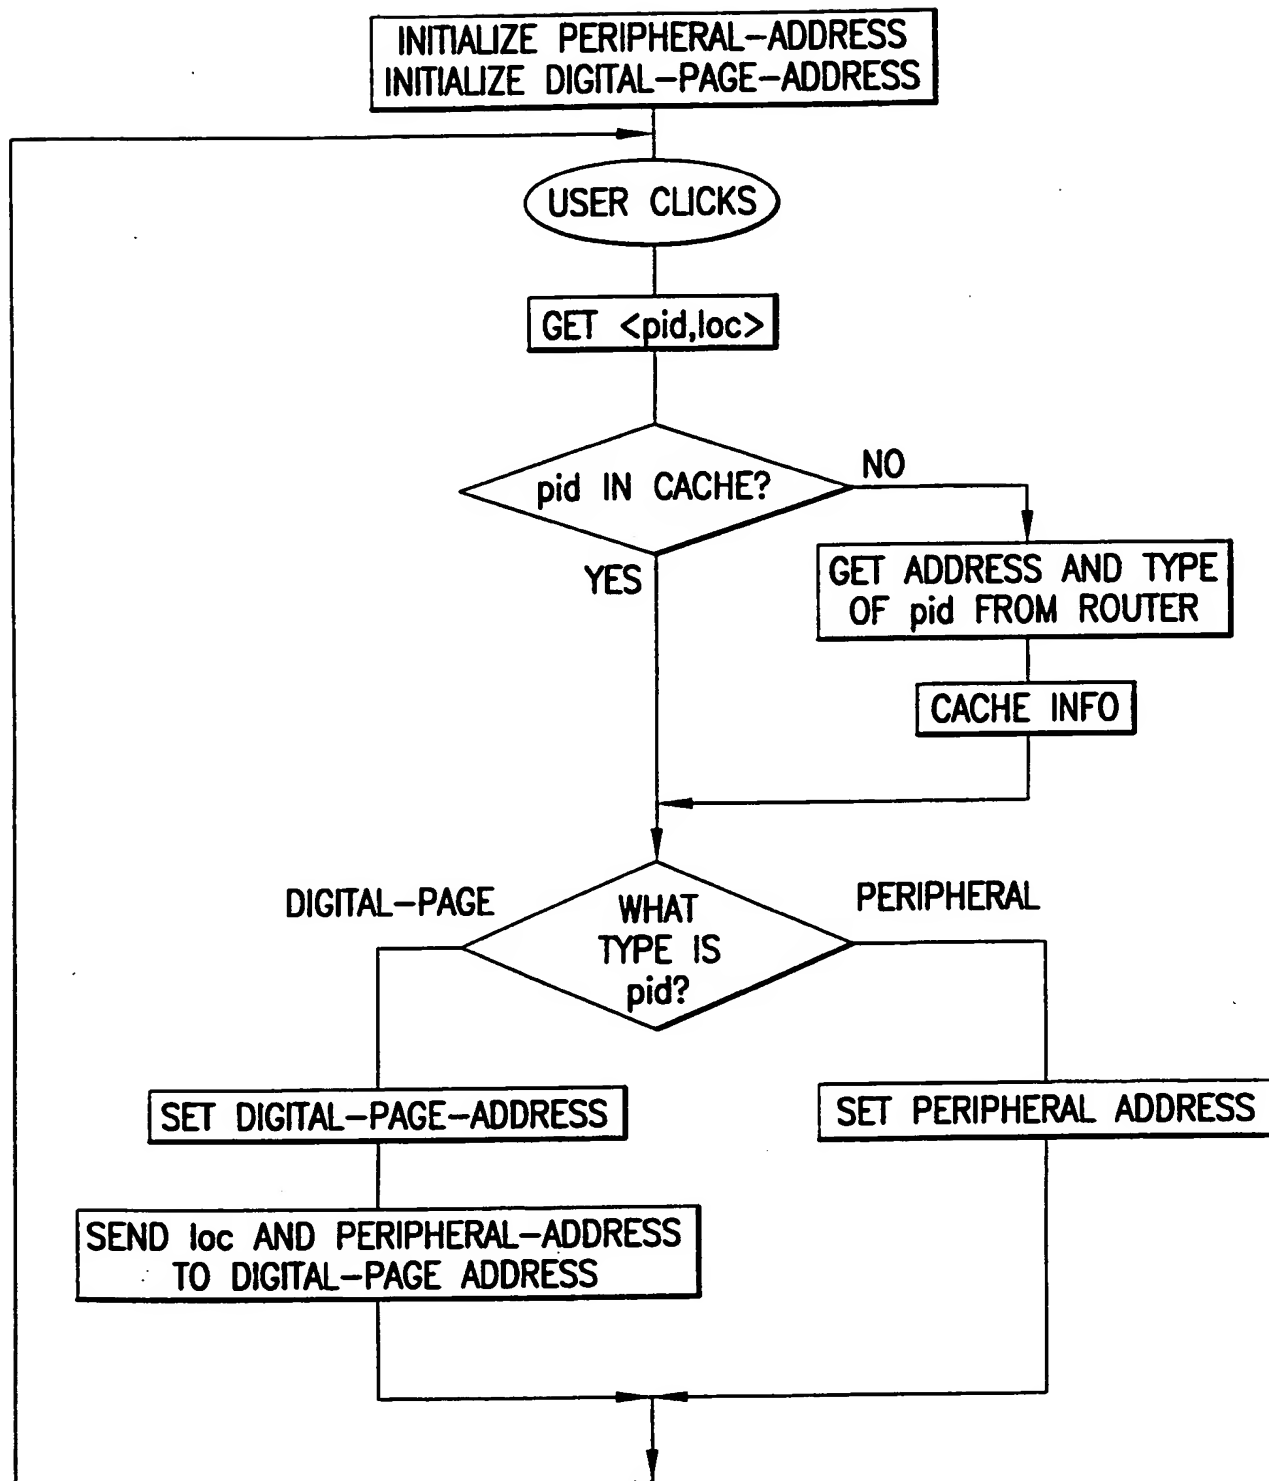 INITIALIZE PERIPHERAL-ADDRESS
INITIALIZE DIGITAL-PAGE-ADDRESS
USER CLICKS
GET <pid,loc>
pid IN CACHE?
NO
YES
GET ADDRESS AND TYPE
OF pid FROM ROUTER
CACHE INFO
DIGITAL-PAGE
WHAT
TYPE IS
pid?
PERIPHERAL
SET DIGITAL-PAGE-ADDRESS
SET PERIPHERAL ADDRESS
SEND loc AND PERIPHERAL-ADDRESS
TO DIGITAL-PAGE ADDRESS